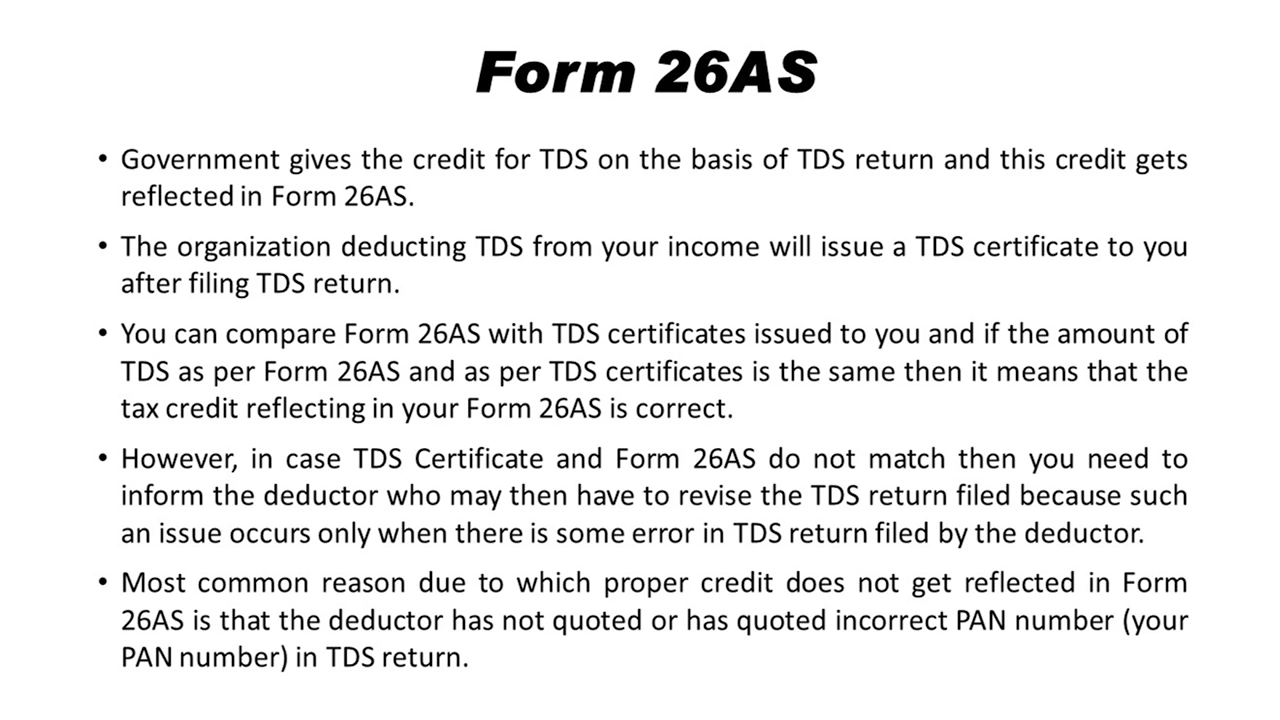 Form 26AS
• Government gives the credit for TDS on the basis of TDS return and this credit gets
reflected in Form 26AS.
• The organization deducting TDS from your income will issue a TDS certificate to you
after filing TDS return.
• You can compare Form 26AS with TDS certificates issued to you and if the amount of
TDS as per Form 26AS and as per TDS certificates is the same then it means that the
tax credit reflecting in your Form 26AS is correct.
• However, in case TDS Certificate and Form 26AS do not match then you need to
inform the deductor who may then have to revise the TDS return filed because such
an issue occurs only when there is some error in TDS return filed by the deductor.
• Most common reason due to which proper credit does not get reflected in Form
26AS is that the deductor has not quoted or has quoted incorrect PAN number (your
PAN number) in TDS return.